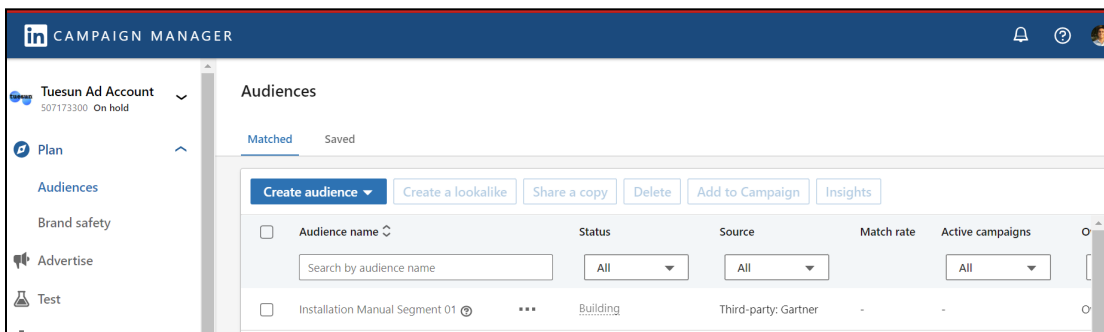 in CAMPAIGN MANAGER
Tuesun Ad Account
507173300 On hold
Plan
Audiences
Brand safety
Advertise
Test
Audiences
Matched Saved
Create audience Create a lookalike Share a copy Delete Add to Campaign Insights
Audience name Status Source Match rate Active campaigns
Search by audience name All All All
Installation Manual Segment 01 Building Third-party: Gartner - -